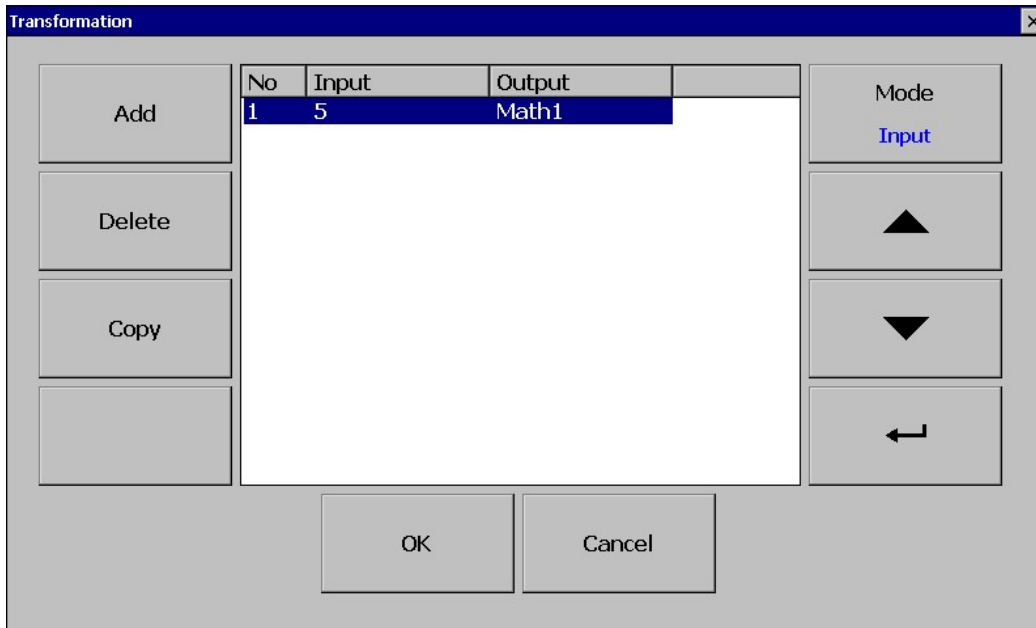 Transformation
Add
Delete
Copy
No Input Output
1 5 Math1
Mode
Input
OK Cancel